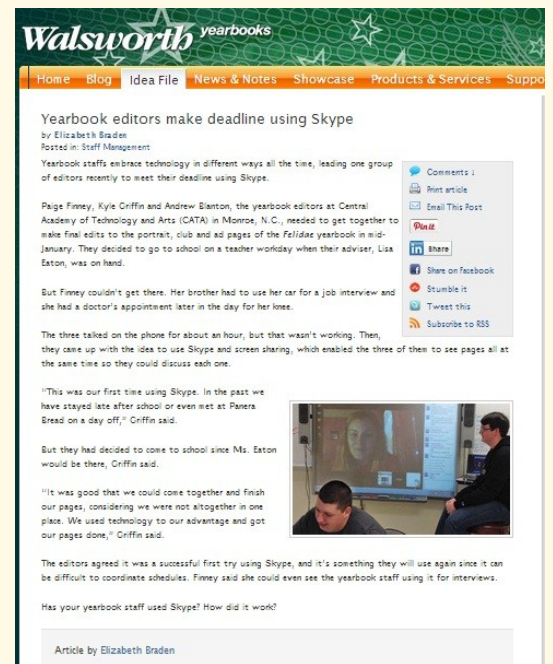 Walsworth yearbooks
Home Blog Idea File News & Notes Showcase Products & Services Suppo
Yearbook editors make deadline using Skype
by Elizabeth Braden
Posted in: Staff Management
Yearbook staffs embrace technology in different ways all the time, leading one group
of editors recently to meet their deadline using Skype.
Paige Finney, Kyle Griffin and Andrew Blanton, the yearbook editors at Central
Academy of Technology and Arts (CATA) in Monroe, N.C., needed to get together to
make final edits to the portrait, club and ad pages of the Felidae yearbook in mid-
January. They decided to go to school on a teacher workday when their adviser, Lisa
Eaton, was on hand.
But Finney couldn't get there. Her brother had to use her car for a job interview and
she had a doctor's appointment later in the day for her knee.
Comments ↓
Print article
Email This Post
Pin it
Share
Share on Facebook
Stumble it
Tweet this
Subscribe to RSS
The three talked on the phone for about an hour, but that wasn't working. Then,
they came up with the idea to use Skype and screen sharing, which enabled the three of them to see pages all at
the same time so they could discuss each one.
"This was our first time using Skype. In the past we
have stayed late after school or even met at Panera
Bread on a day off," Griffin said.
But they had decided to come to school since Ms. Eaton
would be there, Griffin said.
"It was good that we could come together and finish
our pages, considering we were not altogether in one
place. We used technology to our advantage and got
our pages done," Griffin said.
The editors agreed it was a successful first try using Skype, and it's something they will use again since it can
be difficult to coordinate schedules. Finney said she could even see the yearbook staff using it for interviews.
Has your yearbook staff used Skype? How did it work?
Article by Elizabeth Braden